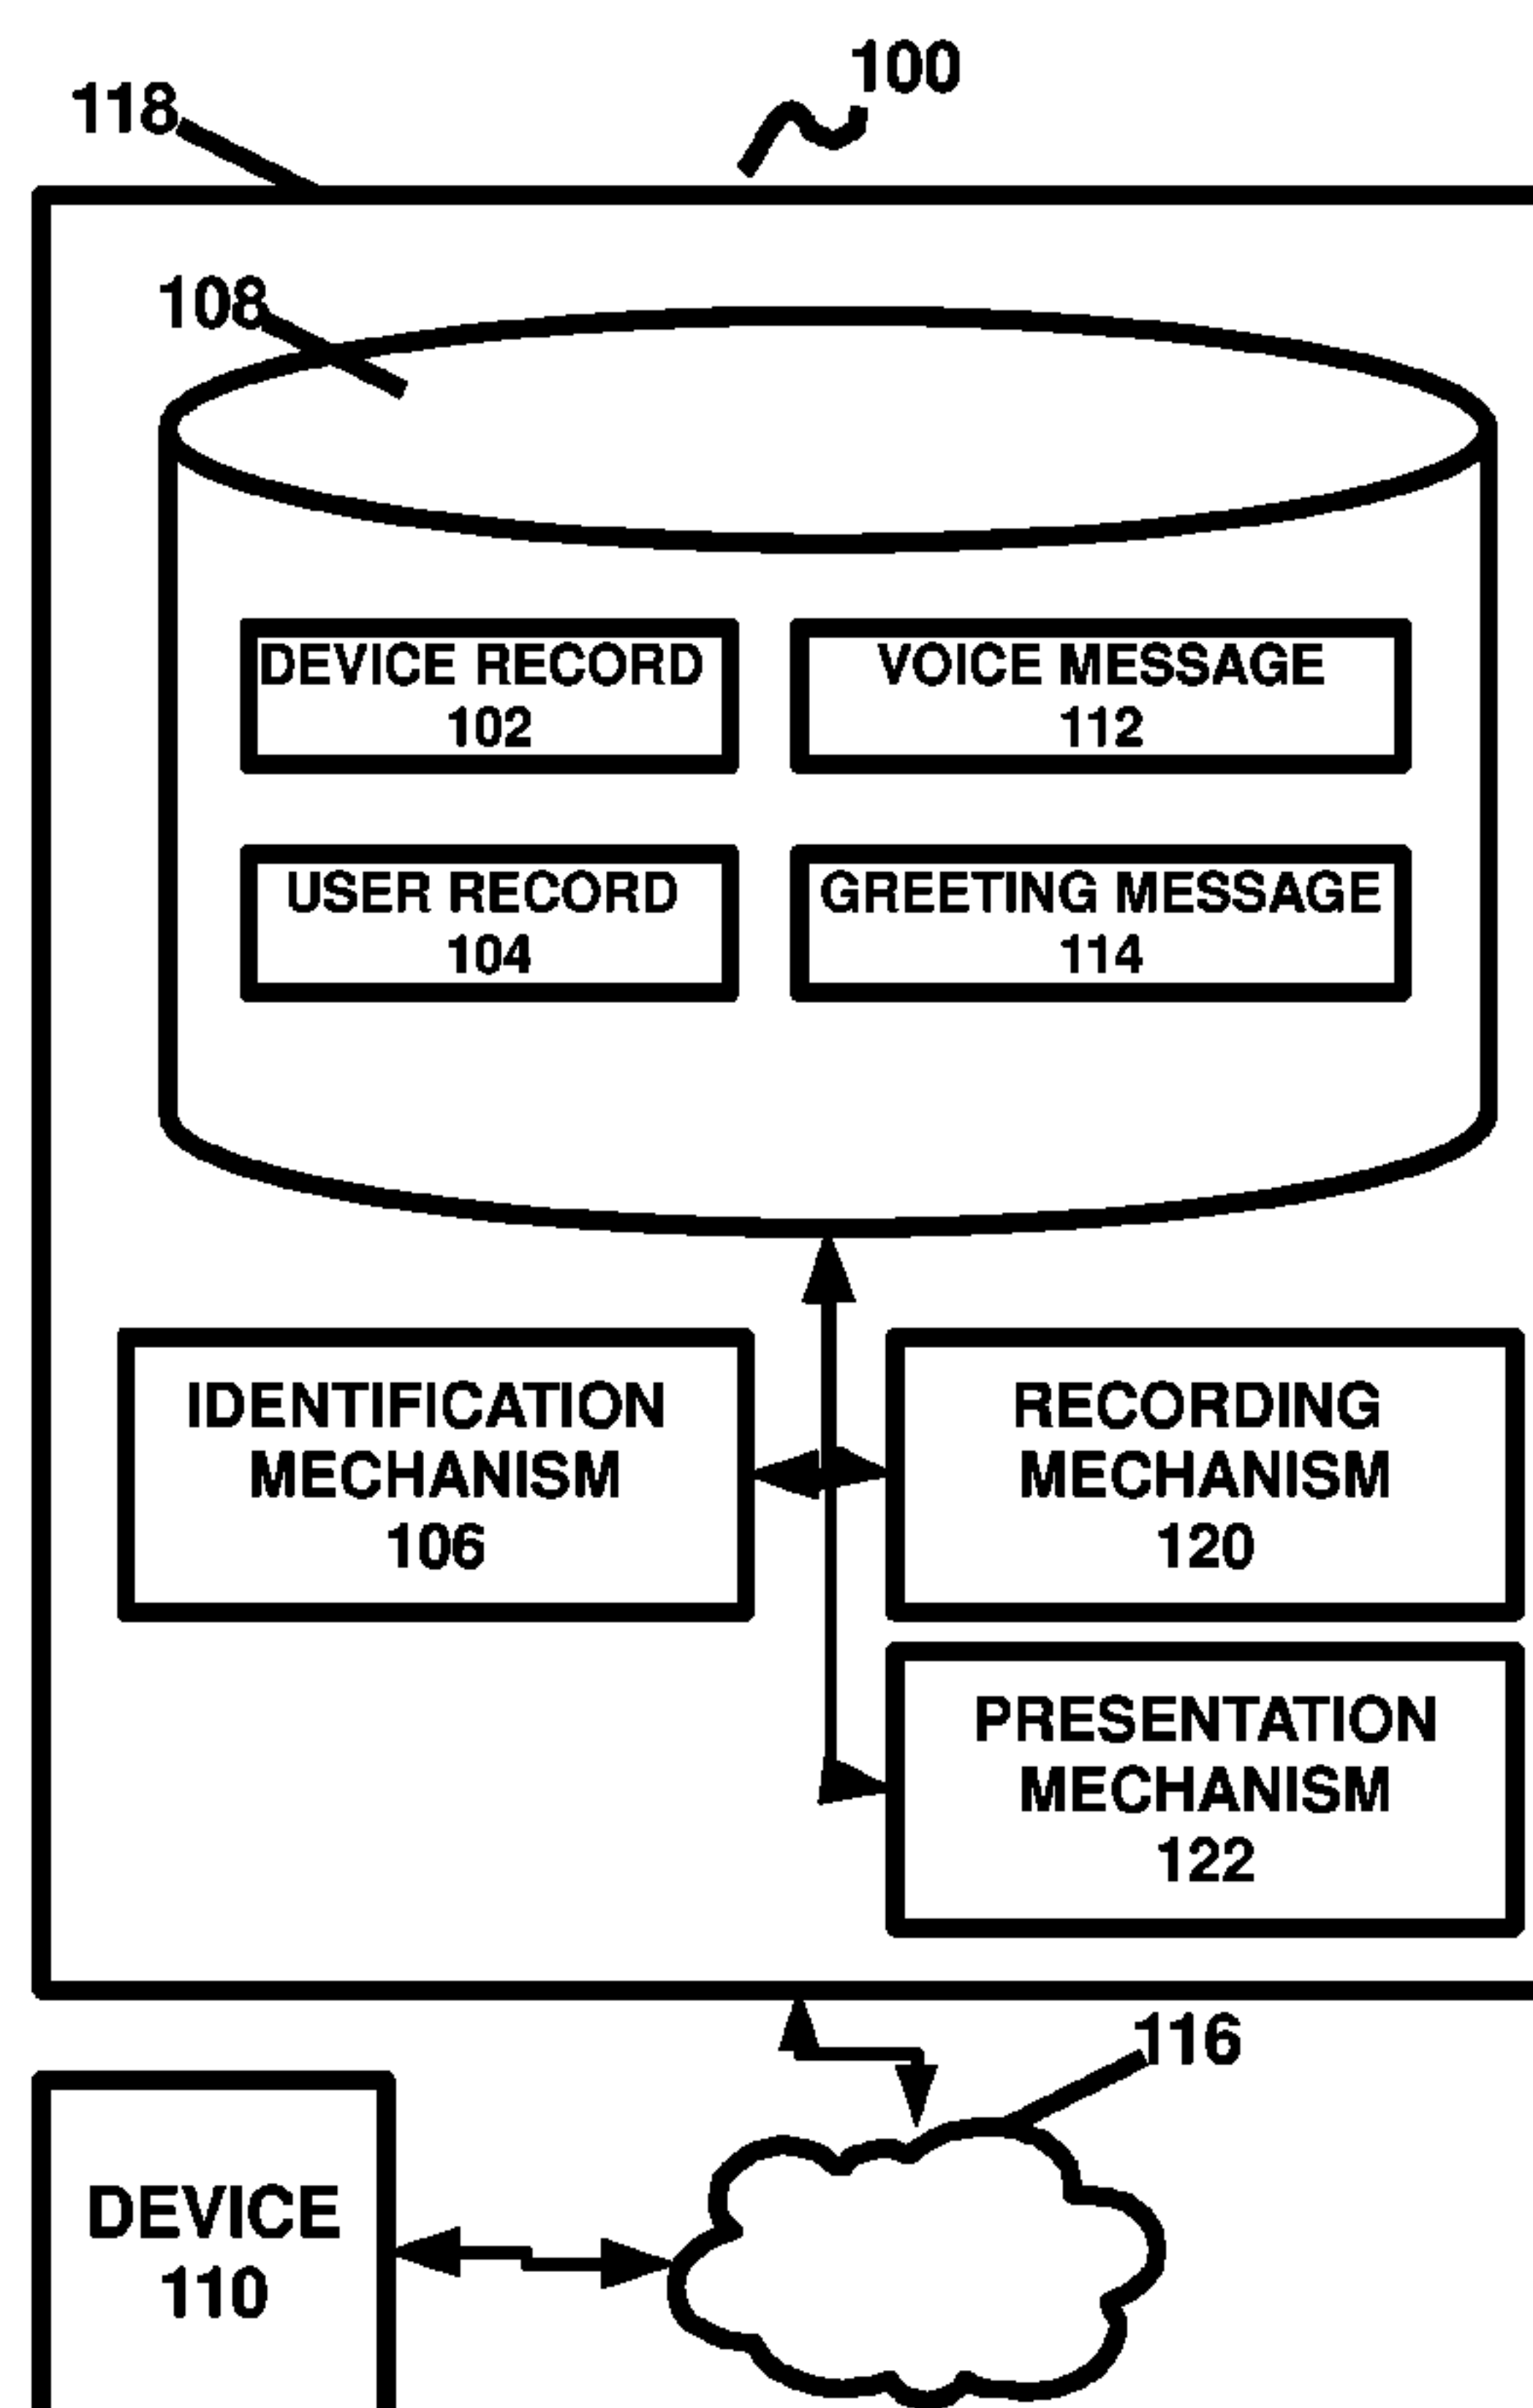 100
118
108
DEVICE RECORD
102
VOICE MESSAGE
112
USER RECORD
104
GREETING MESSAGE
114
IDENTIFICATION
MECHANISM
106
RECORDING
MECHANISM
120
PRESENTATION
MECHANISM
122
116
DEVICE
110